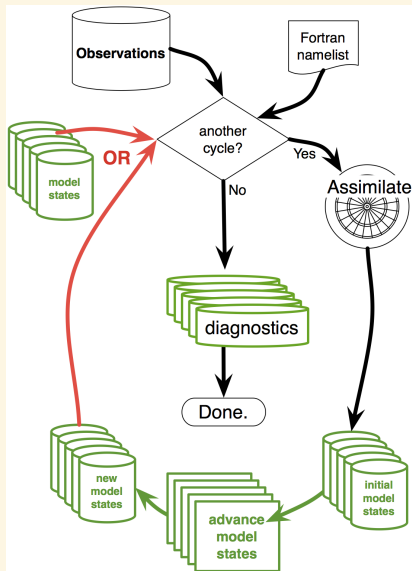 Observations
Fortran
namelist
another
cycle?
OR
model
states
Yes
No
Assimilate
diagnostics
Done.
new
model
states
advance
model
states
initial
model
states